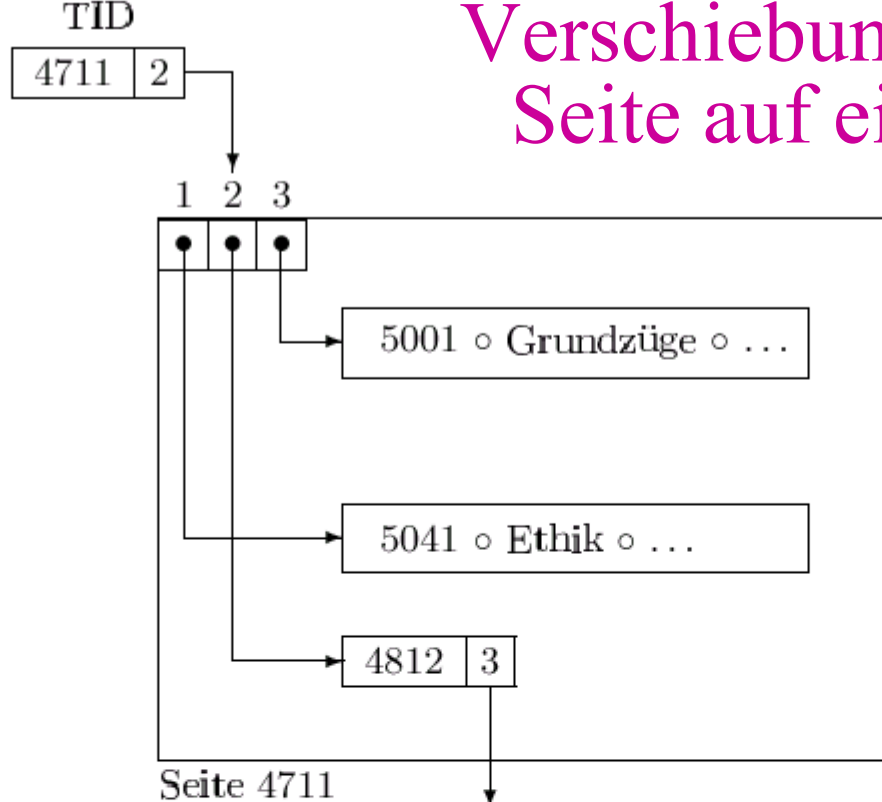 TID
4711 2
Verschiebun
Seite auf ei
1 2 3
5001 ∘ Grundzüge ∘ ...
5041 ∘ Ethik ∘ ...
4812 3
Seite 4711